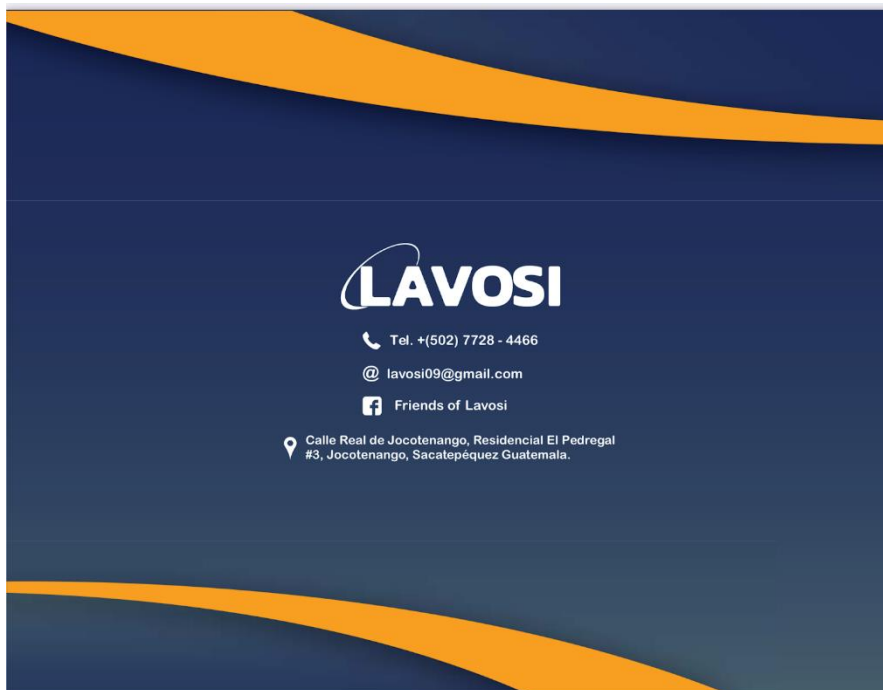 LAVOSI
Tel. +(502) 7728 - 4466
@ lavosi09@gmail.com
Friends of Lavosi
Calle Real de Jocotenango, Residencial El Pedregal
#3, Jocotenango, Sacatepéquez Guatemala.